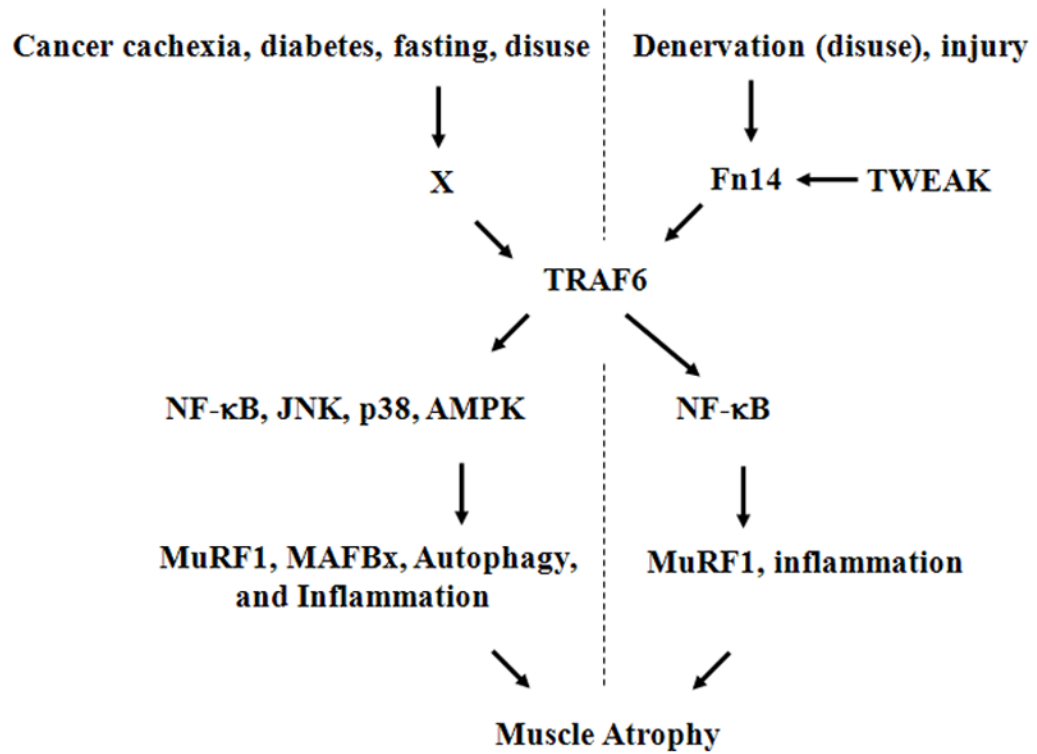 Cancer cachexia, diabetes, fasting, disuse
Denervation (disuse), injury
X
Fn14
TWEAK
TRAF6
NF-κB, JNK, p38, AMPK
NF-κB
MuRF1, MAFBx, Autophagy,
and Inflammation
MuRF1, inflammation
Muscle Atrophy